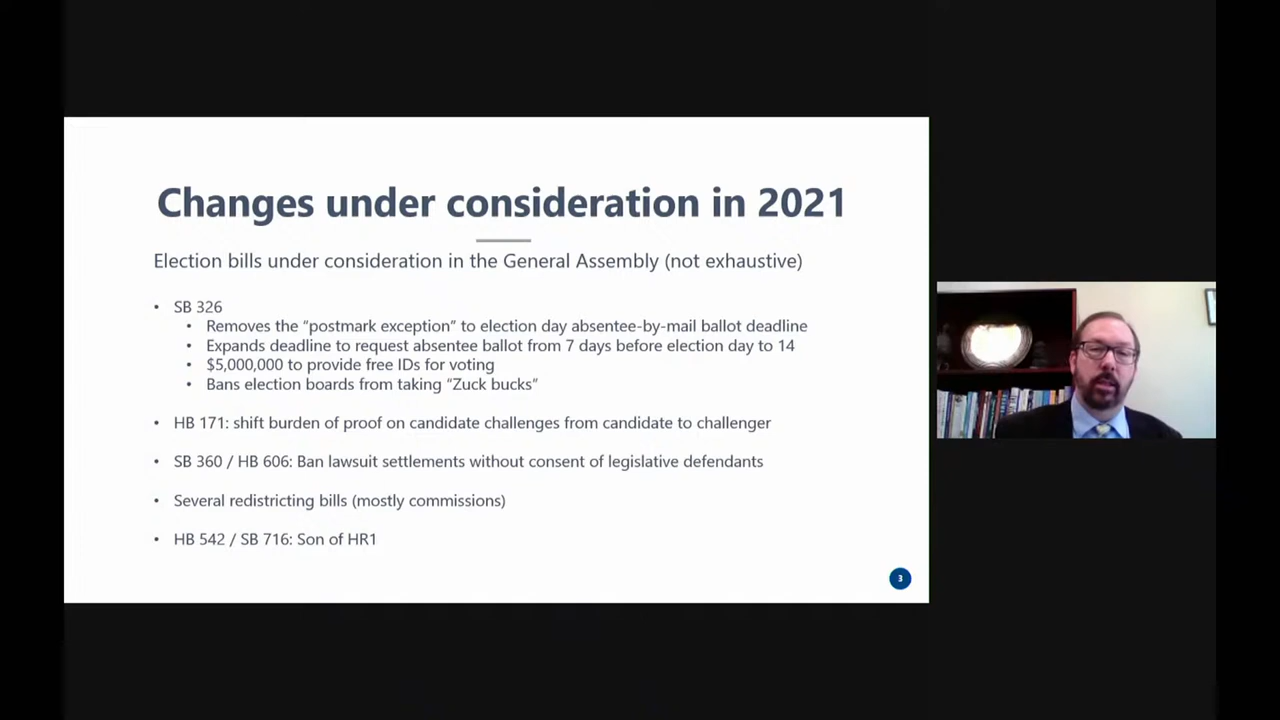 Changes under consideration in 2021
Election bills under consideration in the General Assembly (not exhaustive)
• SB 326
• Removes the “postmark exception” to election day absentee-by-mail ballot deadline
• Expands deadline to request absentee ballot from 7 days before election day to 14
• $5,000,000 to provide free IDs for voting
• Bans election boards from taking “Zuck bucks”
• HB 171: shift burden of proof on candidate challenges from candidate to challenger
• SB 360 / HB 606: Ban lawsuit settlements without consent of legislative defendants
• Several redistricting bills (mostly commissions)
• HB 542 / SB 716: Son of HR1
3